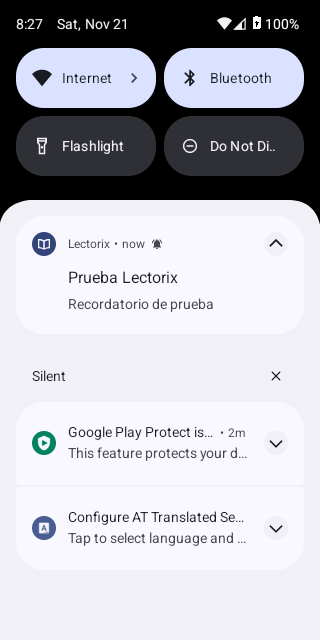 8:27 Sat, Nov 21 100%
Internet
Bluetooth
Flashlight
Do Not Di..
Lectorix • now
Prueba Lectorix
Recordatorio de prueba
Silent
Google Play Protect is... • 2m
This feature protects your d...
Configure AT Translated Se...
Tap to select language and ...